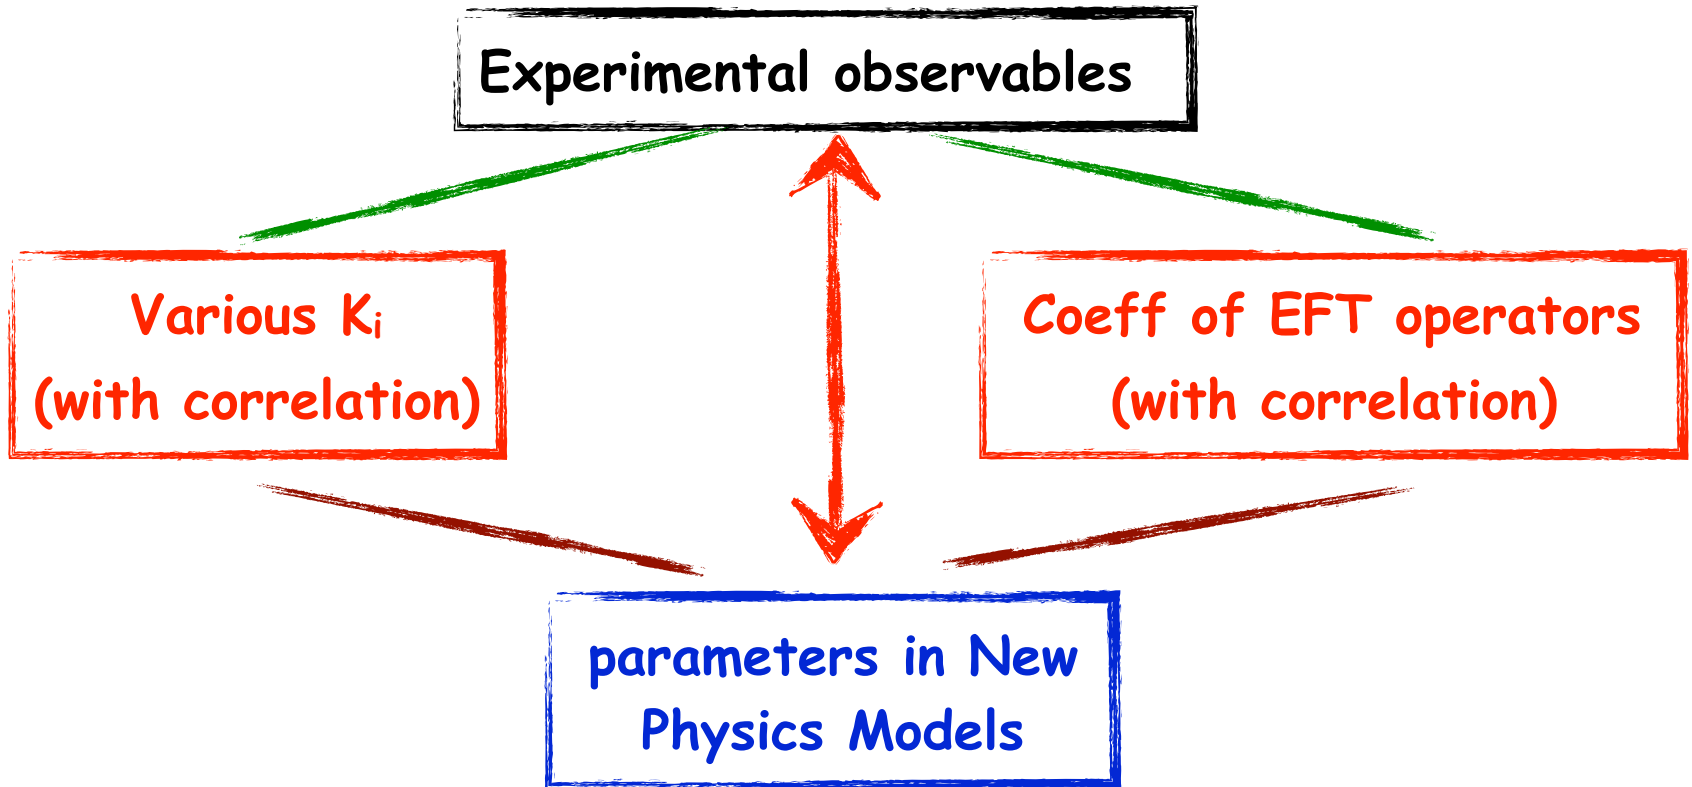 Experimental observables
Various Kᵢ
(with correlation)
Coeff of EFT operators
(with correlation)
parameters in New
Physics Models